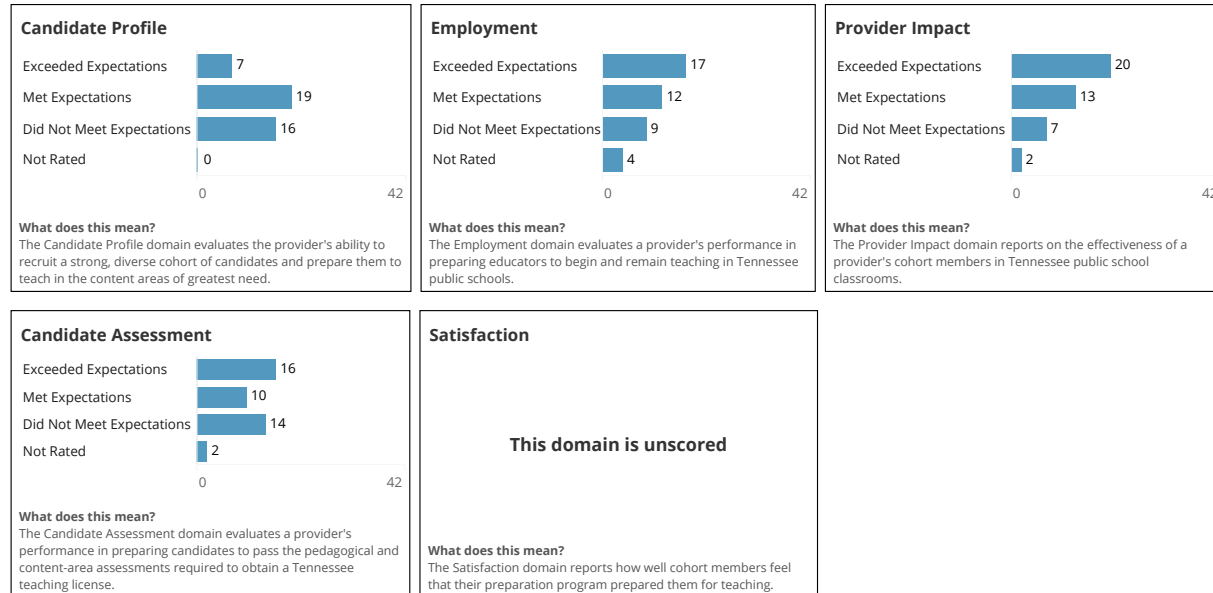 Candidate Profile
Exceeded Expectations 7
Met Expectations 19
Did Not Meet Expectations 16
Not Rated 0
0 42
What does this mean?
The Candidate Profile domain evaluates the provider's ability to
recruit a strong, diverse cohort of candidates and prepare them to
teach in the content areas of greatest need.
Employment
Exceeded Expectations 17
Met Expectations 12
Did Not Meet Expectations 9
Not Rated 4
0 42
What does this mean?
The Employment domain evaluates a provider's performance in
preparing educators to begin and remain teaching in Tennessee
public schools.
Provider Impact
Exceeded Expectations 20
Met Expectations 13
Did Not Meet Expectations 7
Not Rated 2
0 42
What does this mean?
The Provider Impact domain reports on the effectiveness of a
provider's cohort members in Tennessee public school
classrooms.
Candidate Assessment
Exceeded Expectations 16
Met Expectations 10
Did Not Meet Expectations 14
Not Rated 2
0 42
What does this mean?
The Candidate Assessment domain evaluates a provider's
performance in preparing candidates to pass the pedagogical and
content-area assessments required to obtain a Tennessee
teaching license.
Satisfaction
This domain is unscored
What does this mean?
The Satisfaction domain reports how well cohort members feel
that their preparation program prepared them for teaching.